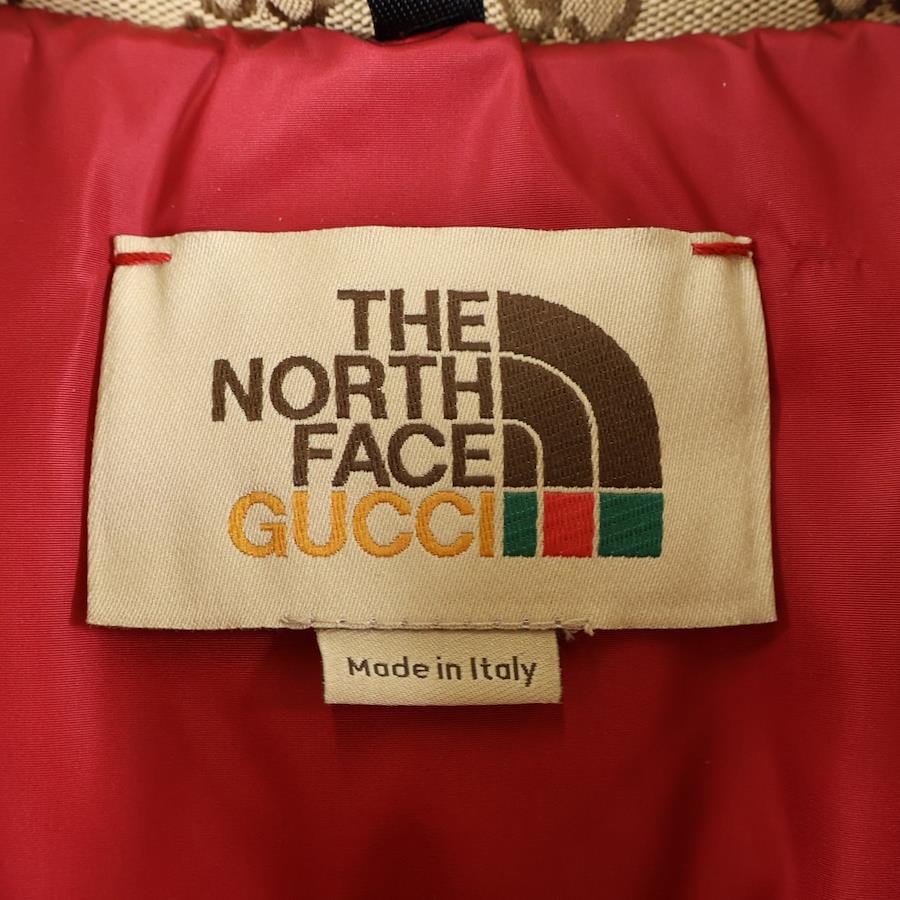 THE
NORTH
FACE
GUCCI
Made in Italy